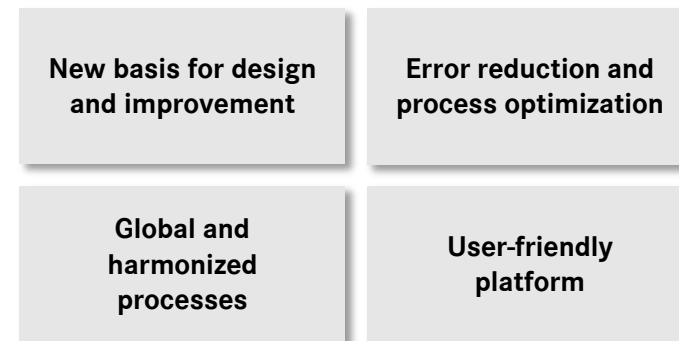 New basis for design
and improvement
Error reduction and
process optimization
Global and
harmonized
processes
User-friendly
platform